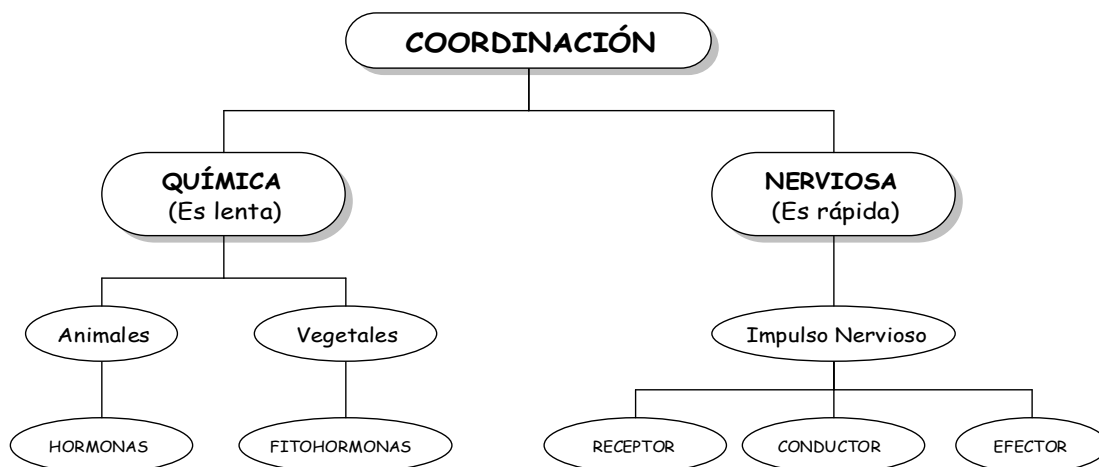 COORDINACIÓN
QUÍMICA
(Es lenta)
NERVIOSA
(Es rápida)
Animales
Vegetales
Impulso Nervioso
HORMONAS
FITOHORMONAS
RECEPTOR
CONDUCTOR
EFECTOR